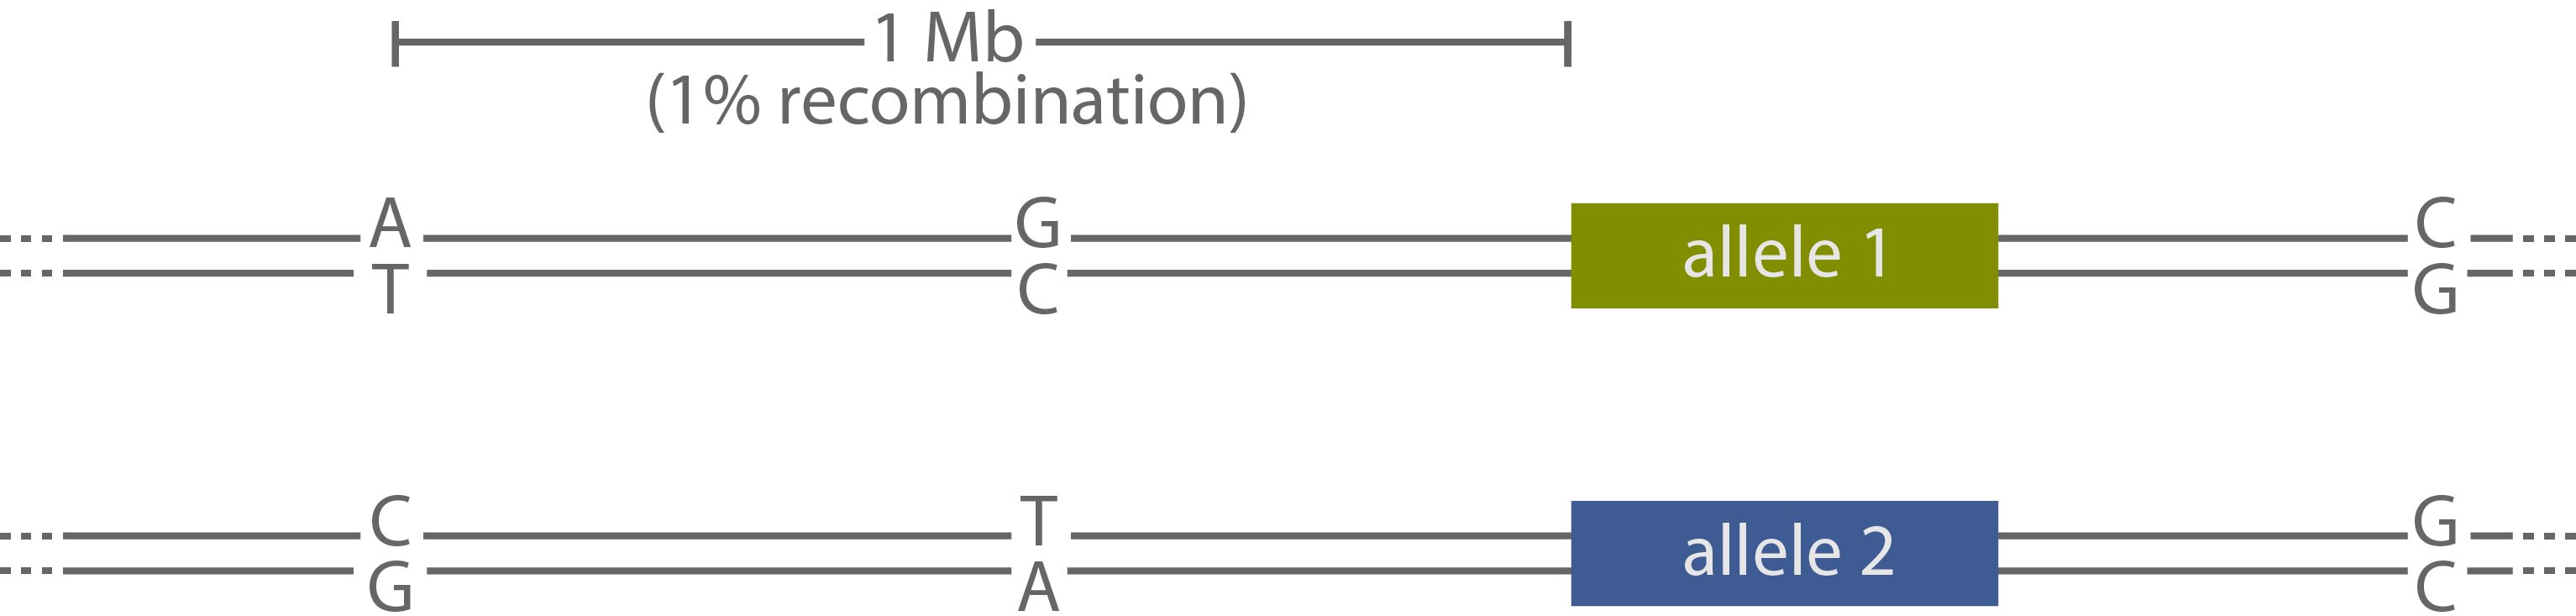 1 Mb
(1% recombination)
A G allele 1 C
T C G
C T allele 2 G
G A C